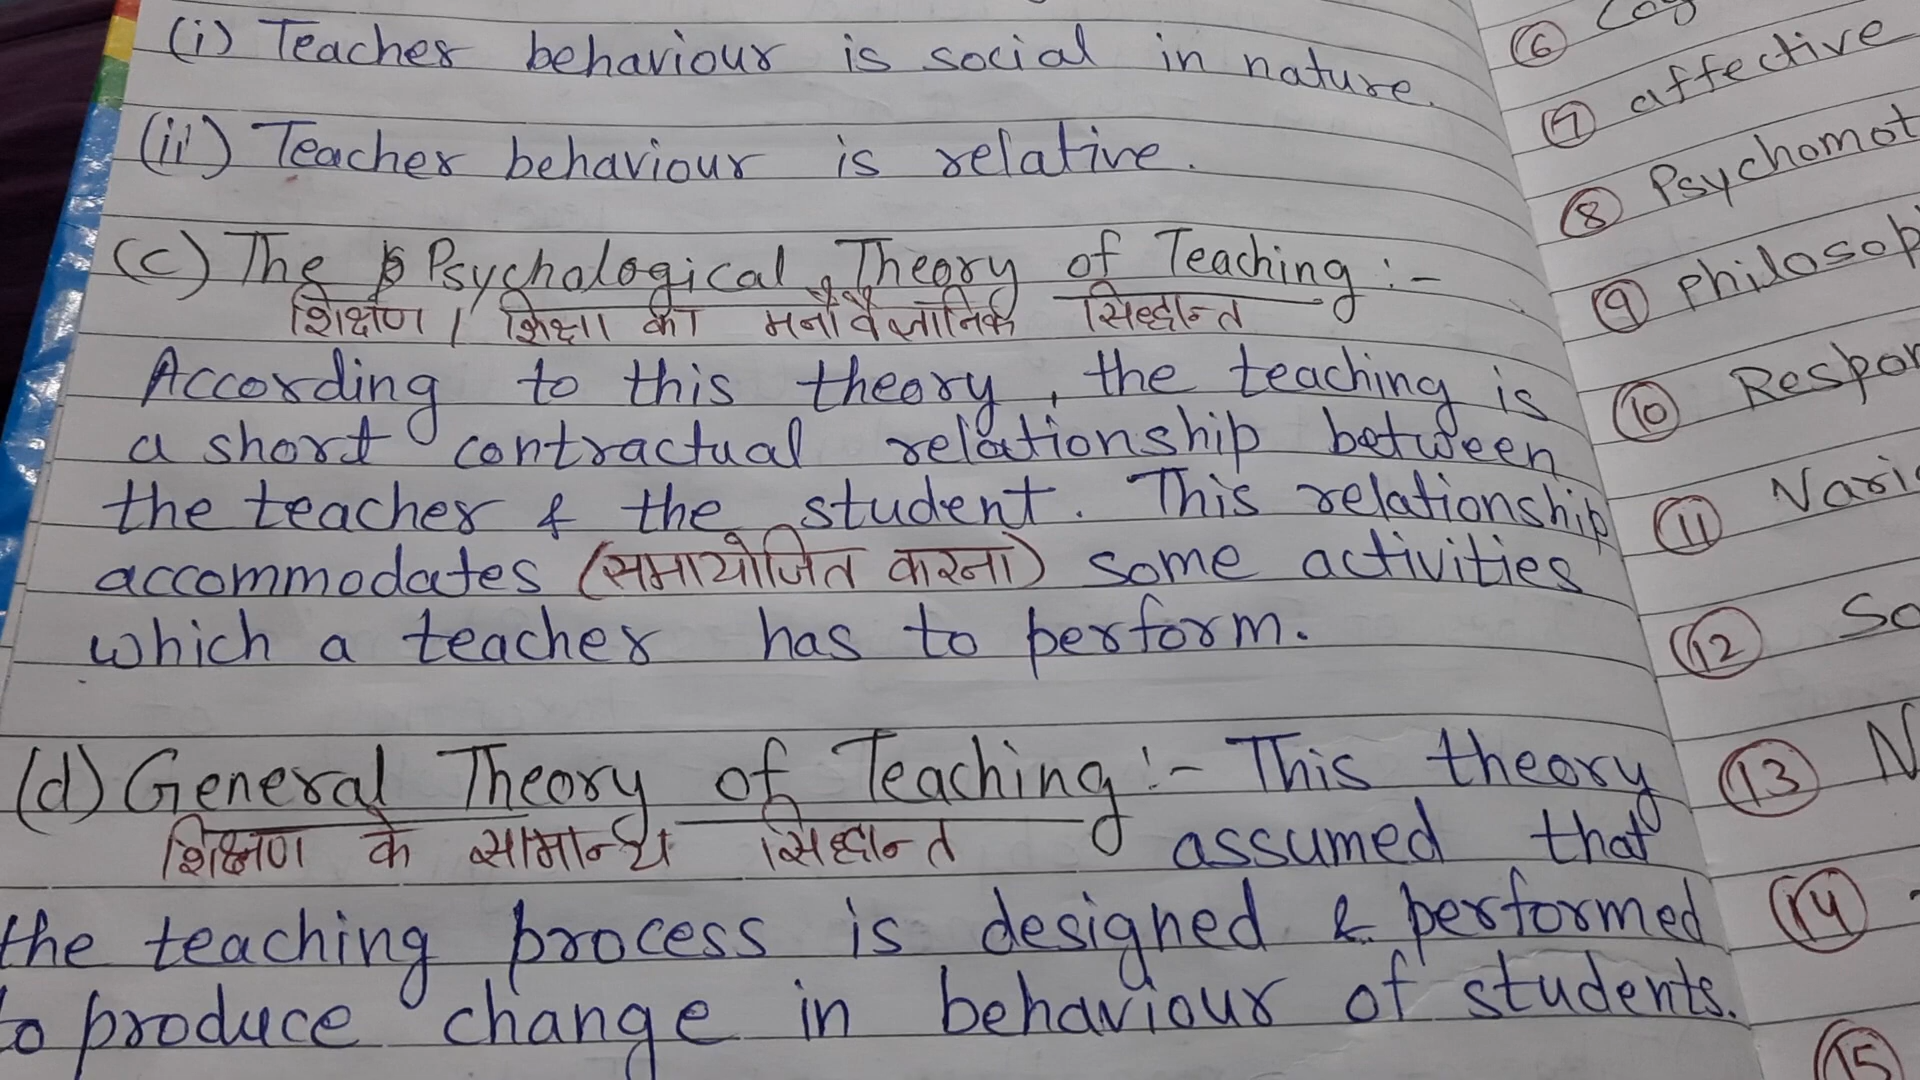 (i) Teacher behaviour is social in nature.
(ii) Teacher behaviour is relative.
(c) The Psychological Theory of Teaching :-
शिक्षण / शिक्षा का मनोवैज्ञानिक सिद्धान्त
According to this theory, the teaching is
a short contractual relationship between
the teacher & the student. This relationship
accommodates (समायोजित करना) some activities
which a teacher has to perform.
(d) General Theory of Teaching :- This theory
शिक्षण के सामान्य सिद्धान्त assumed that
the teaching process is designed & performed
to produce change in behaviour of students.
6
7 affective
8 Psychomot
9 Philosop
10 Respon
11 Vari
12 So
13 N
14
15